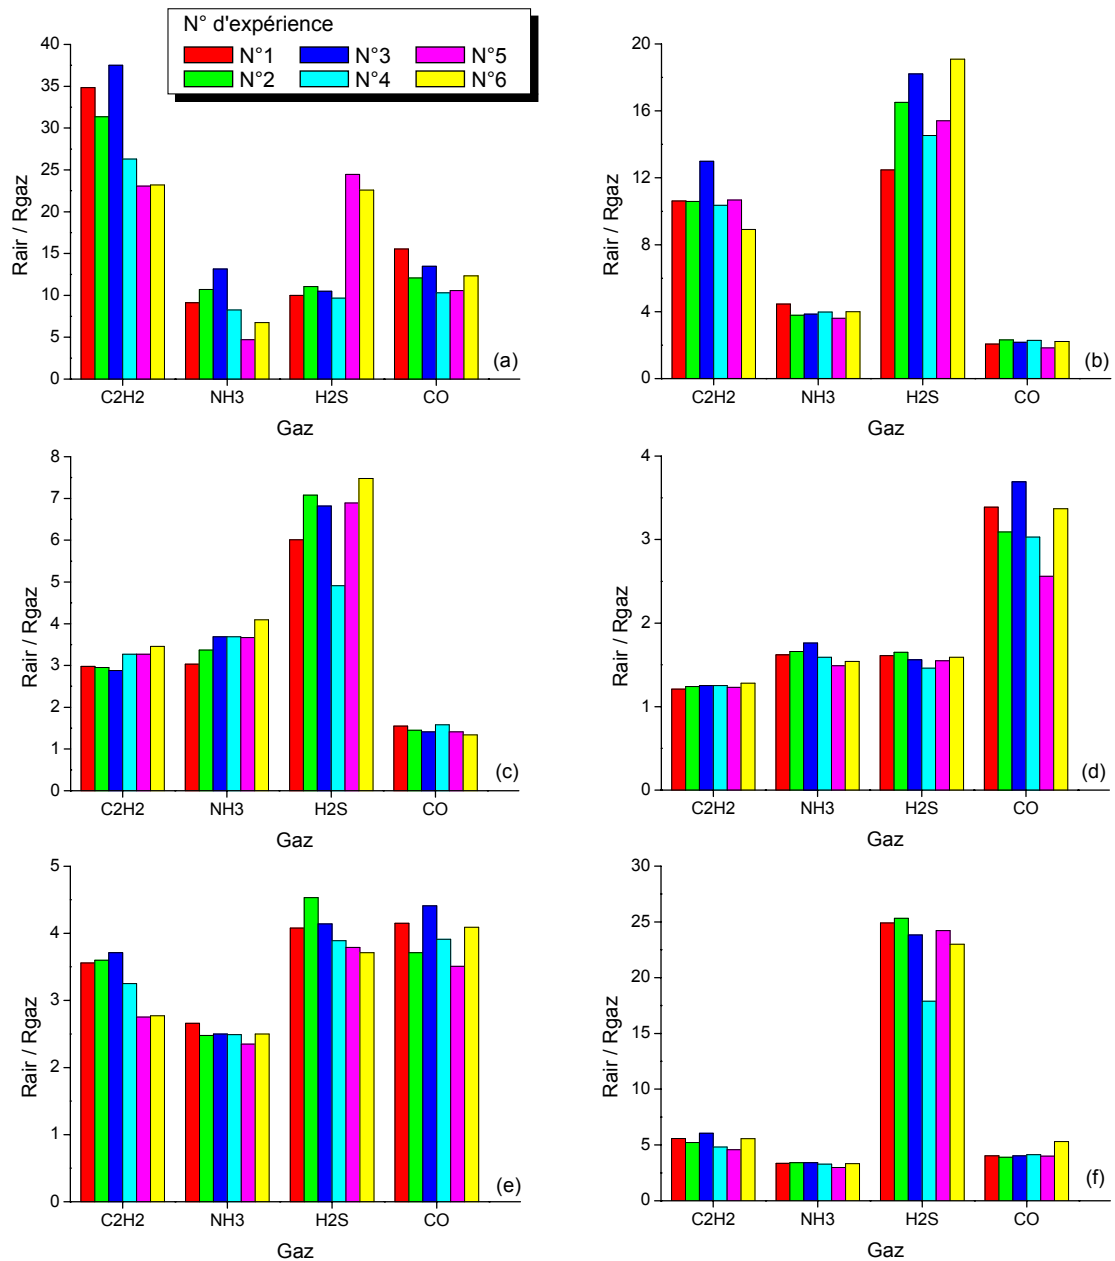 N° d'expérience
N°1 N°3 N°5
N°2 N°4 N°6
40
35
30
25
20
15
10
5
0
Rair / Rgaz
C2H2 NH3 H2S CO
Gaz
(a)
20
16
12
8
4
0
Rair / Rgaz
C2H2 NH3 H2S CO
Gaz
(b)
8
7
6
5
4
3
2
1
0
Rair / Rgaz
C2H2 NH3 H2S CO
Gaz
(c)
4
3
2
1
0
Rair / Rgaz
C2H2 NH3 H2S CO
Gaz
(d)
5
4
3
2
1
0
Rair / Rgaz
C2H2 NH3 H2S CO
Gaz
(e)
30
25
20
15
10
5
0
Rair / Rgaz
C2H2 NH3 H2S CO
Gaz
(f)